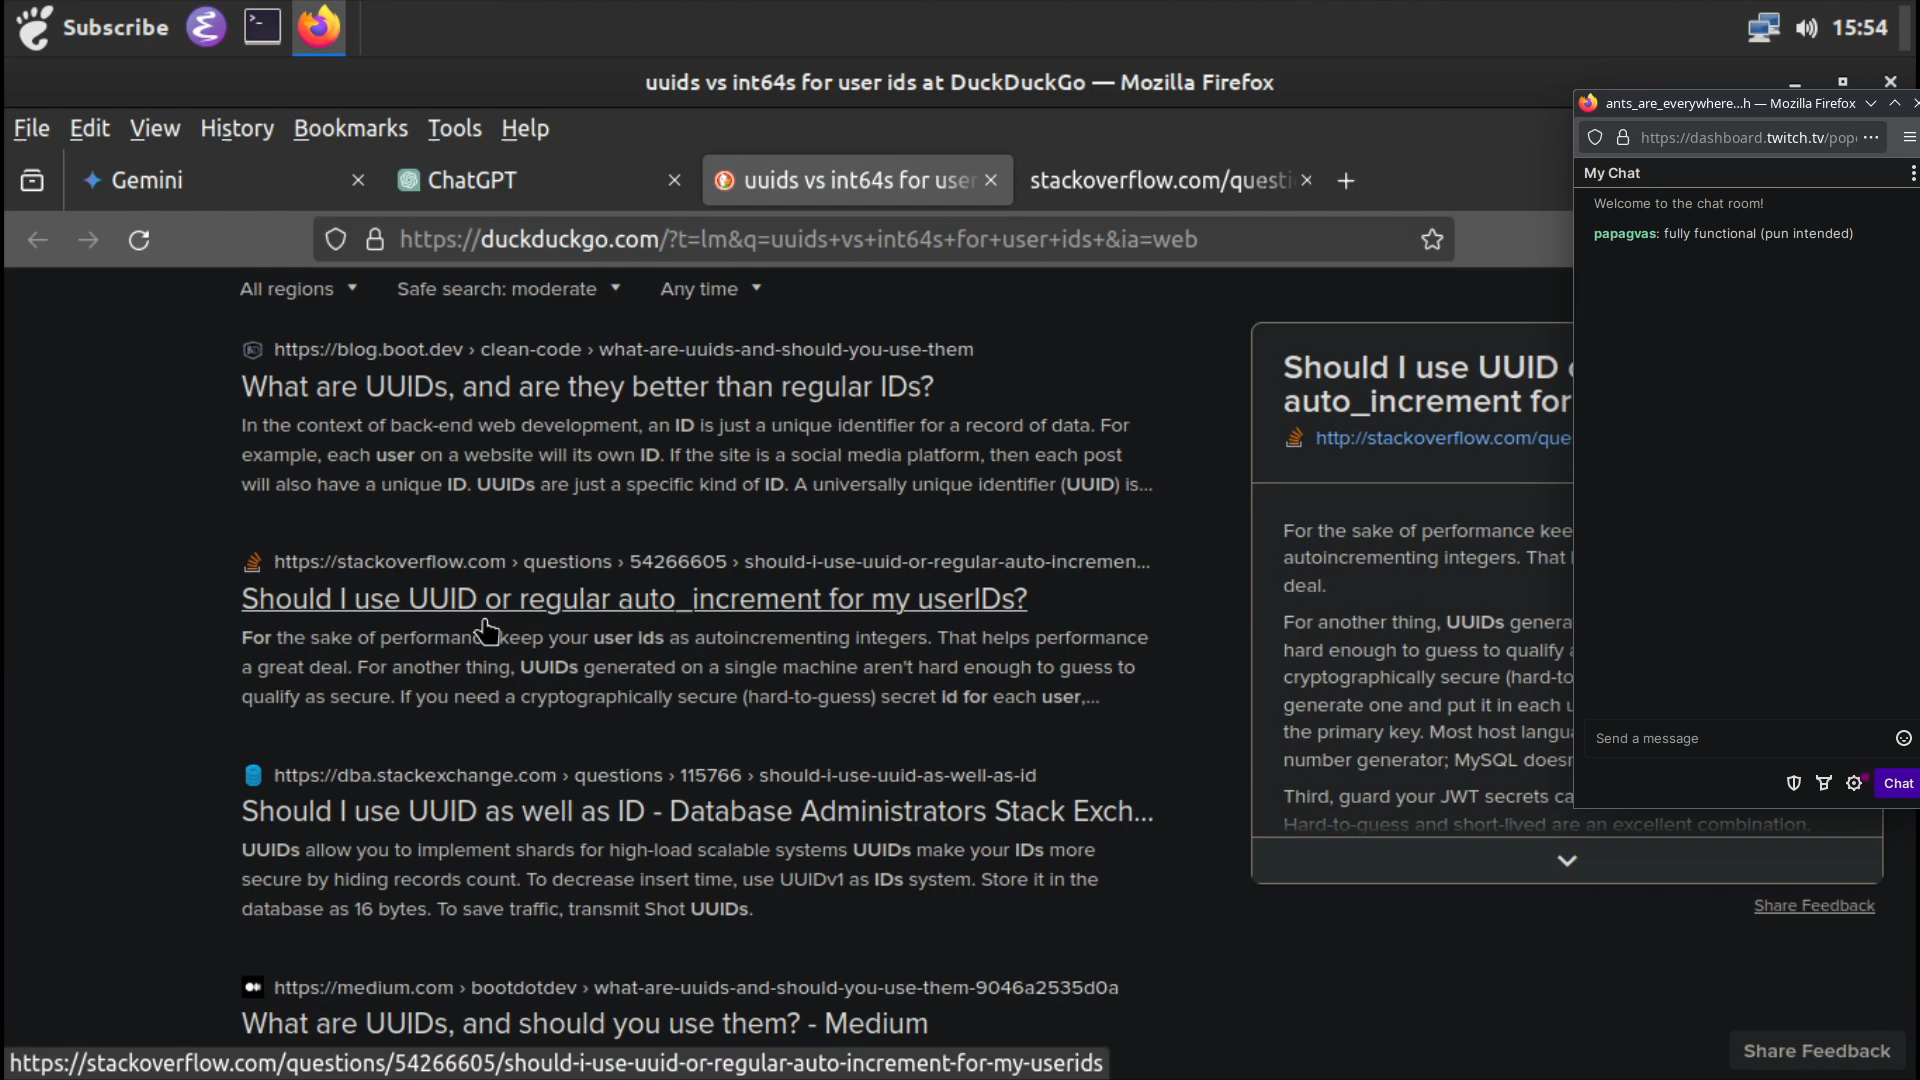 Subscribe
15:54
uuids vs int64s for user ids at DuckDuckGo — Mozilla Firefox
File Edit View History Bookmarks Tools Help
Gemini
ChatGPT
uuids vs int64s for user
stackoverflow.com/questi
https://duckduckgo.com/?t=lm&q=uuids+vs+int64s+for+user+ids+&ia=web
All regions
Safe search: moderate
Any time
https://blog.boot.dev › clean-code › what-are-uuids-and-should-you-use-them
What are UUIDs, and are they better than regular IDs?
In the context of back-end web development, an ID is just a unique identifier for a record of data. For
example, each user on a website will its own ID. If the site is a social media platform, then each post
will also have a unique ID. UUIDs are just a specific kind of ID. A universally unique identifier (UUID) is...
https://stackoverflow.com › questions › 54266605 › should-i-use-uuid-or-regular-auto-incremen...
Should I use UUID or regular auto_increment for my userIDs?
For the sake of performanc keep your user ids as autoincrementing integers. That helps performance
a great deal. For another thing, UUIDs generated on a single machine aren't hard enough to guess to
qualify as secure. If you need a cryptographically secure (hard-to-guess) secret id for each user,...
https://dba.stackexchange.com › questions › 115766 › should-i-use-uuid-as-well-as-id
Should I use UUID as well as ID - Database Administrators Stack Exch...
UUIDs allow you to implement shards for high-load scalable systems UUIDs make your IDs more
secure by hiding records count. To decrease insert time, use UUIDv1 as IDs system. Store it in the
database as 16 bytes. To save traffic, transmit Shot UUIDs.
https://medium.com › bootdotdev › what-are-uuids-and-should-you-use-them-9046a2535d0a
What are UUIDs, and should you use them? - Medium
https://stackoverflow.com/questions/54266605/should-i-use-uuid-or-regular-auto-increment-for-my-userids
Should I use UUID
auto_increment for
http://stackoverflow.com/que
For the sake of performance kee
autoincrementing integers. That
deal.
For another thing, UUIDs genera
hard enough to guess to qualify
cryptographically secure (hard-to
generate one and put it in each
the primary key. Most host langu
number generator; MySQL doesn
Third, guard your JWT secrets ca
Hard-to-guess and short-lived are an excellent combination.
Share Feedback
Share Feedback
ants_are_everywhere...h — Mozilla Firefox
https://dashboard.twitch.tv/pop
My Chat
Welcome to the chat room!
papagvas: fully functional (pun intended)
Send a message
Chat